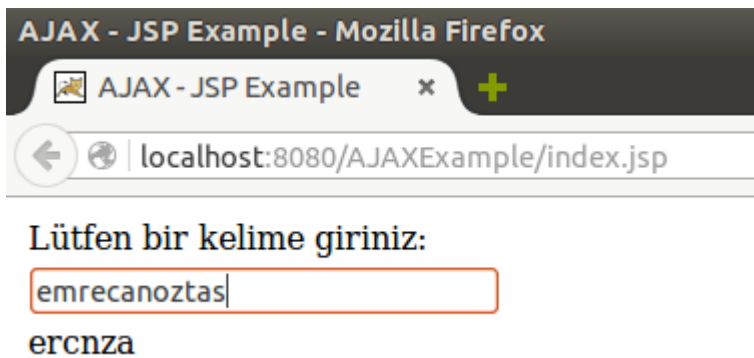 AJAX - JSP Example - Mozilla Firefox
AJAX - JSP Example
localhost:8080/AJAXExample/index.jsp
Lütfen bir kelime giriniz:
emrecanoztas
ercnza